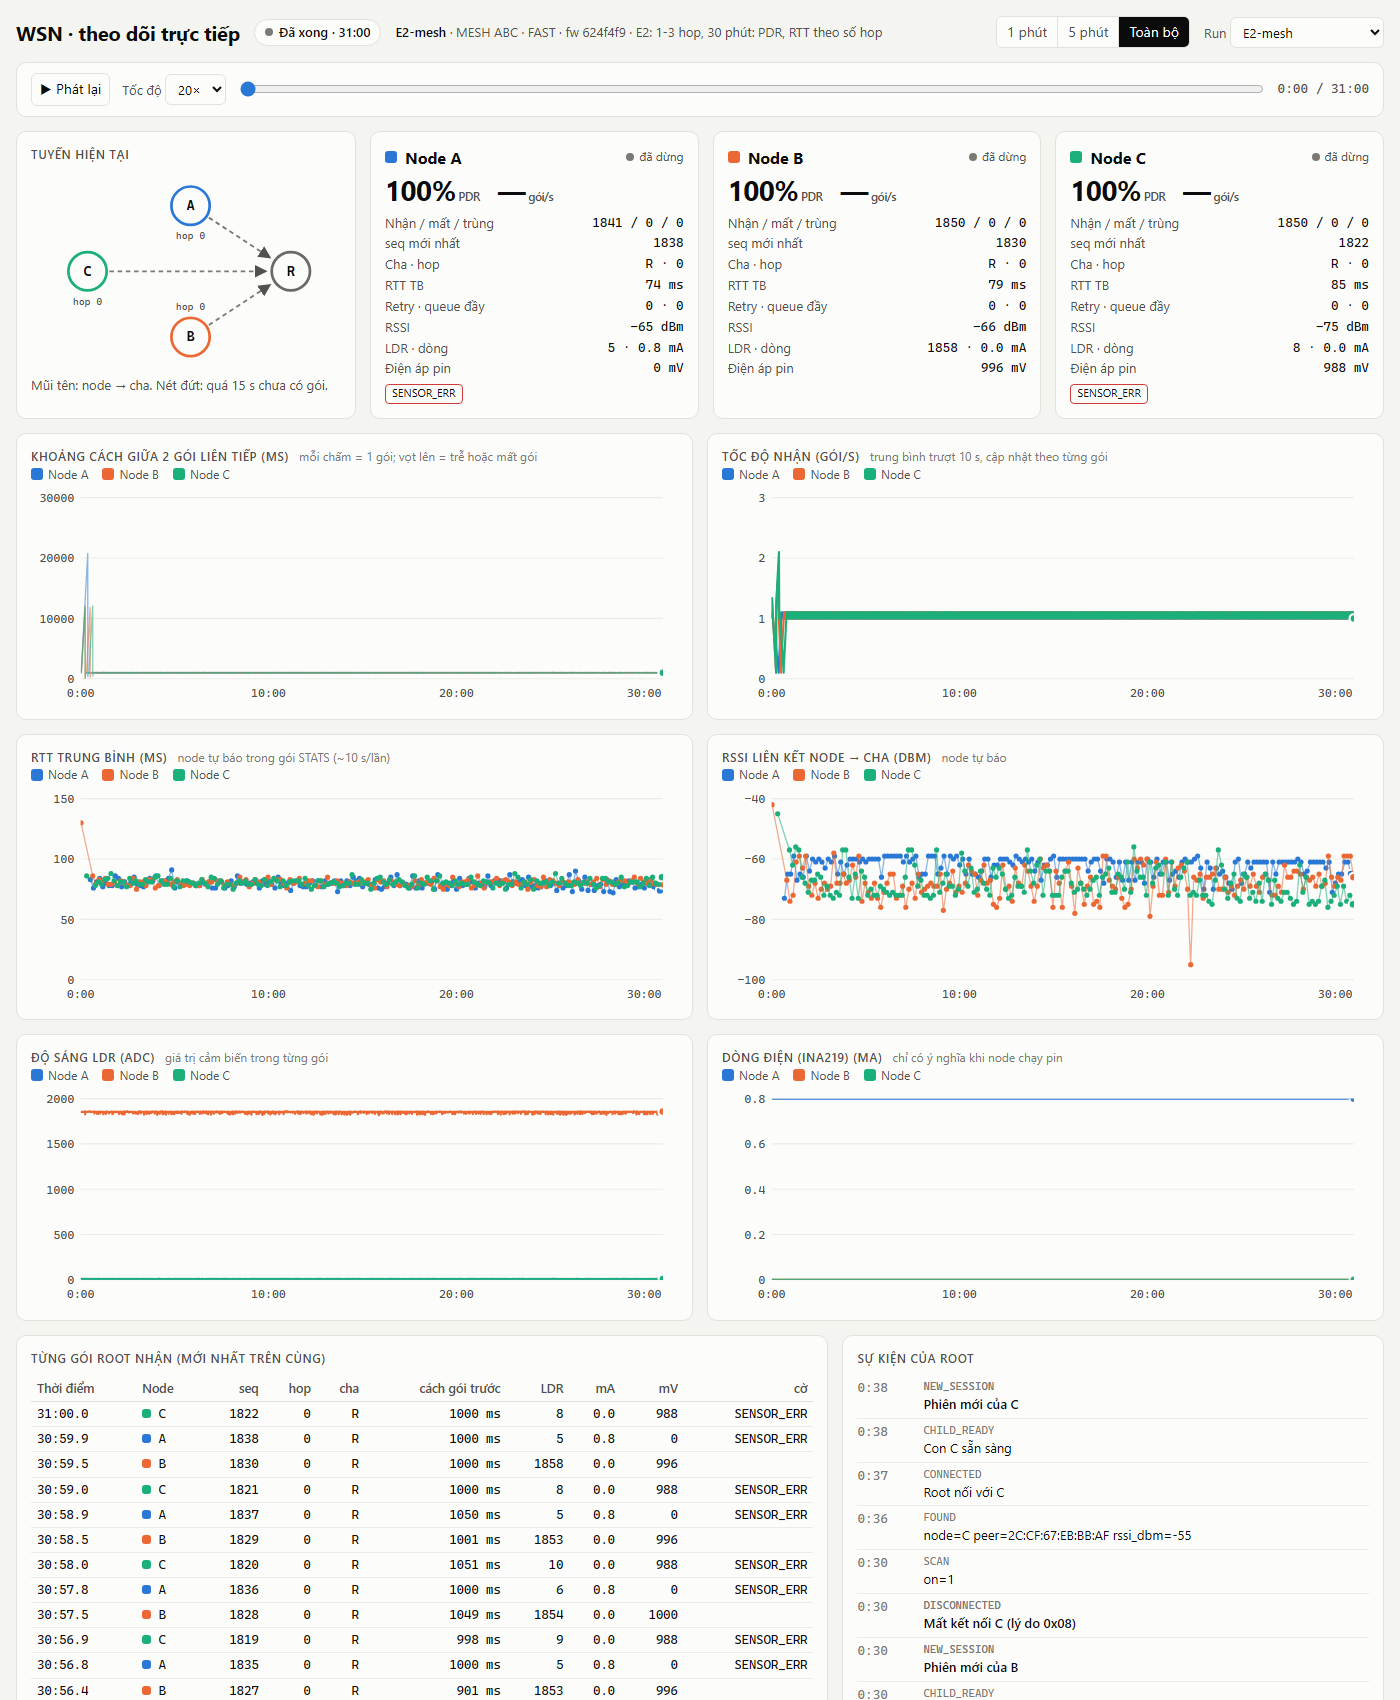 WSN · theo dõi trực tiếp
Đã xong · 31:00
E2-mesh · MESH ABC · FAST · fw 624f4f9 · E2: 1-3 hop, 30 phút: PDR, RTT theo số hop
1 phút 5 phút Toàn bộ
Run E2-mesh
▶ Phát lại Tốc độ 20× 0:00 / 31:00
TUYẾN HIỆN TẠI
A
hop 0
C
hop 0
R
hop 0
B
Mũi tên: node → cha. Nét đứt: quá 15 s chưa có gói.
Node A đã dừng
100% PDR — gói/s
Nhận / mất / trùng 1841 / 0 / 0
seq mới nhất 1838
Cha · hop R · 0
RTT TB 74 ms
Retry · queue đầy 0 · 0
RSSI −65 dBm
LDR · dòng 5 · 0.8 mA
Điện áp pin 0 mV
SENSOR_ERR
Node B đã dừng
100% PDR — gói/s
Nhận / mất / trùng 1850 / 0 / 0
seq mới nhất 1830
Cha · hop R · 0
RTT TB 79 ms
Retry · queue đầy 0 · 0
RSSI −66 dBm
LDR · dòng 1858 · 0.0 mA
Điện áp pin 996 mV
Node C đã dừng
100% PDR — gói/s
Nhận / mất / trùng 1850 / 0 / 0
seq mới nhất 1822
Cha · hop R · 0
RTT TB 85 ms
Retry · queue đầy 0 · 0
RSSI −75 dBm
LDR · dòng 8 · 0.0 mA
Điện áp pin 988 mV
SENSOR_ERR
KHOẢNG CÁCH GIỮA 2 GÓI LIÊN TIẾP (MS) mỗi chấm = 1 gói; vọt lên = trễ hoặc mất gói
Node A Node B Node C
30000
20000
10000
0
0:00 10:00 20:00 30:00
TỐC ĐỘ NHẬN (GÓI/S) trung bình trượt 10 s, cập nhật theo từng gói
Node A Node B Node C
3
2
1
0
0:00 10:00 20:00 30:00
RTT TRUNG BÌNH (MS) node tự báo trong gói STATS (~10 s/lần)
Node A Node B Node C
150
100
50
0
0:00 10:00 20:00 30:00
RSSI LIÊN KẾT NODE → CHA (DBM) node tự báo
Node A Node B Node C
−40
−60
−80
−100
0:00 10:00 20:00 30:00
ĐỘ SÁNG LDR (ADC) giá trị cảm biến trong từng gói
Node A Node B Node C
2000
1500
1000
500
0
0:00 10:00 20:00 30:00
DÒNG ĐIỆN (INA219) (MA) chỉ có ý nghĩa khi node chạy pin
Node A Node B Node C
0.8
0.6
0.4
0.2
0
0:00 10:00 20:00 30:00
TỪNG GÓI ROOT NHẬN (MỚI NHẤT TRÊN CÙNG)
Thời điểm Node seq hop cha cách gói trước LDR mA mV cờ
31:00.0 C 1822 0 R 1000 ms 8 0.0 988 SENSOR_ERR
30:59.9 A 1838 0 R 1000 ms 5 0.8 0 SENSOR_ERR
30:59.5 B 1830 0 R 1000 ms 1858 0.0 996
30:59.0 C 1821 0 R 1000 ms 8 0.0 988 SENSOR_ERR
30:58.9 A 1837 0 R 1050 ms 5 0.8 0 SENSOR_ERR
30:58.5 B 1829 0 R 1001 ms 1853 0.0 996
30:58.0 C 1820 0 R 1051 ms 10 0.0 988 SENSOR_ERR
30:57.8 A 1836 0 R 1000 ms 6 0.8 0 SENSOR_ERR
30:57.5 B 1828 0 R 1049 ms 1854 0.0 1000
30:56.9 C 1819 0 R 998 ms 9 0.0 988 SENSOR_ERR
30:56.8 A 1835 0 R 1000 ms 5 0.8 0 SENSOR_ERR
30:56.4 B 1827 0 R 901 ms 1853 0.0 996
SỰ KIỆN CỦA ROOT
0:38 NEW_SESSION
Phiên mới của C
0:38 CHILD_READY
Con C sẵn sàng
0:37 CONNECTED
Root nối với C
0:36 FOUND
node=C peer=2C:CF:67:EB:BB:AF rssi_dbm=-55
0:30 SCAN
on=1
0:30 DISCONNECTED
Mất kết nối C (lý do 0x08)
0:30 NEW_SESSION
Phiên mới của B
0:30 CHILD_READY